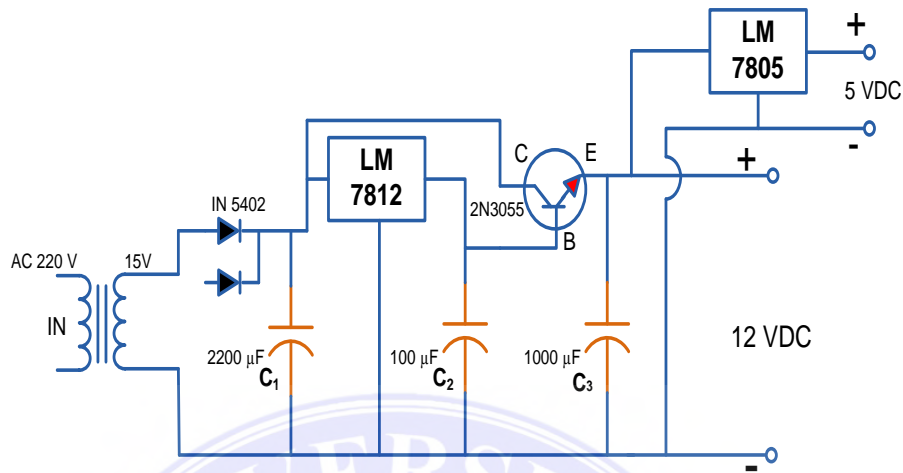 LM
7805
+
5 VDC
-
C
E
+
LM
7812
2N3055
B
IN 5402
AC 220 V
15V
IN
2200 µF
C1
100 µF
C2
1000 µF
C3
12 VDC
-